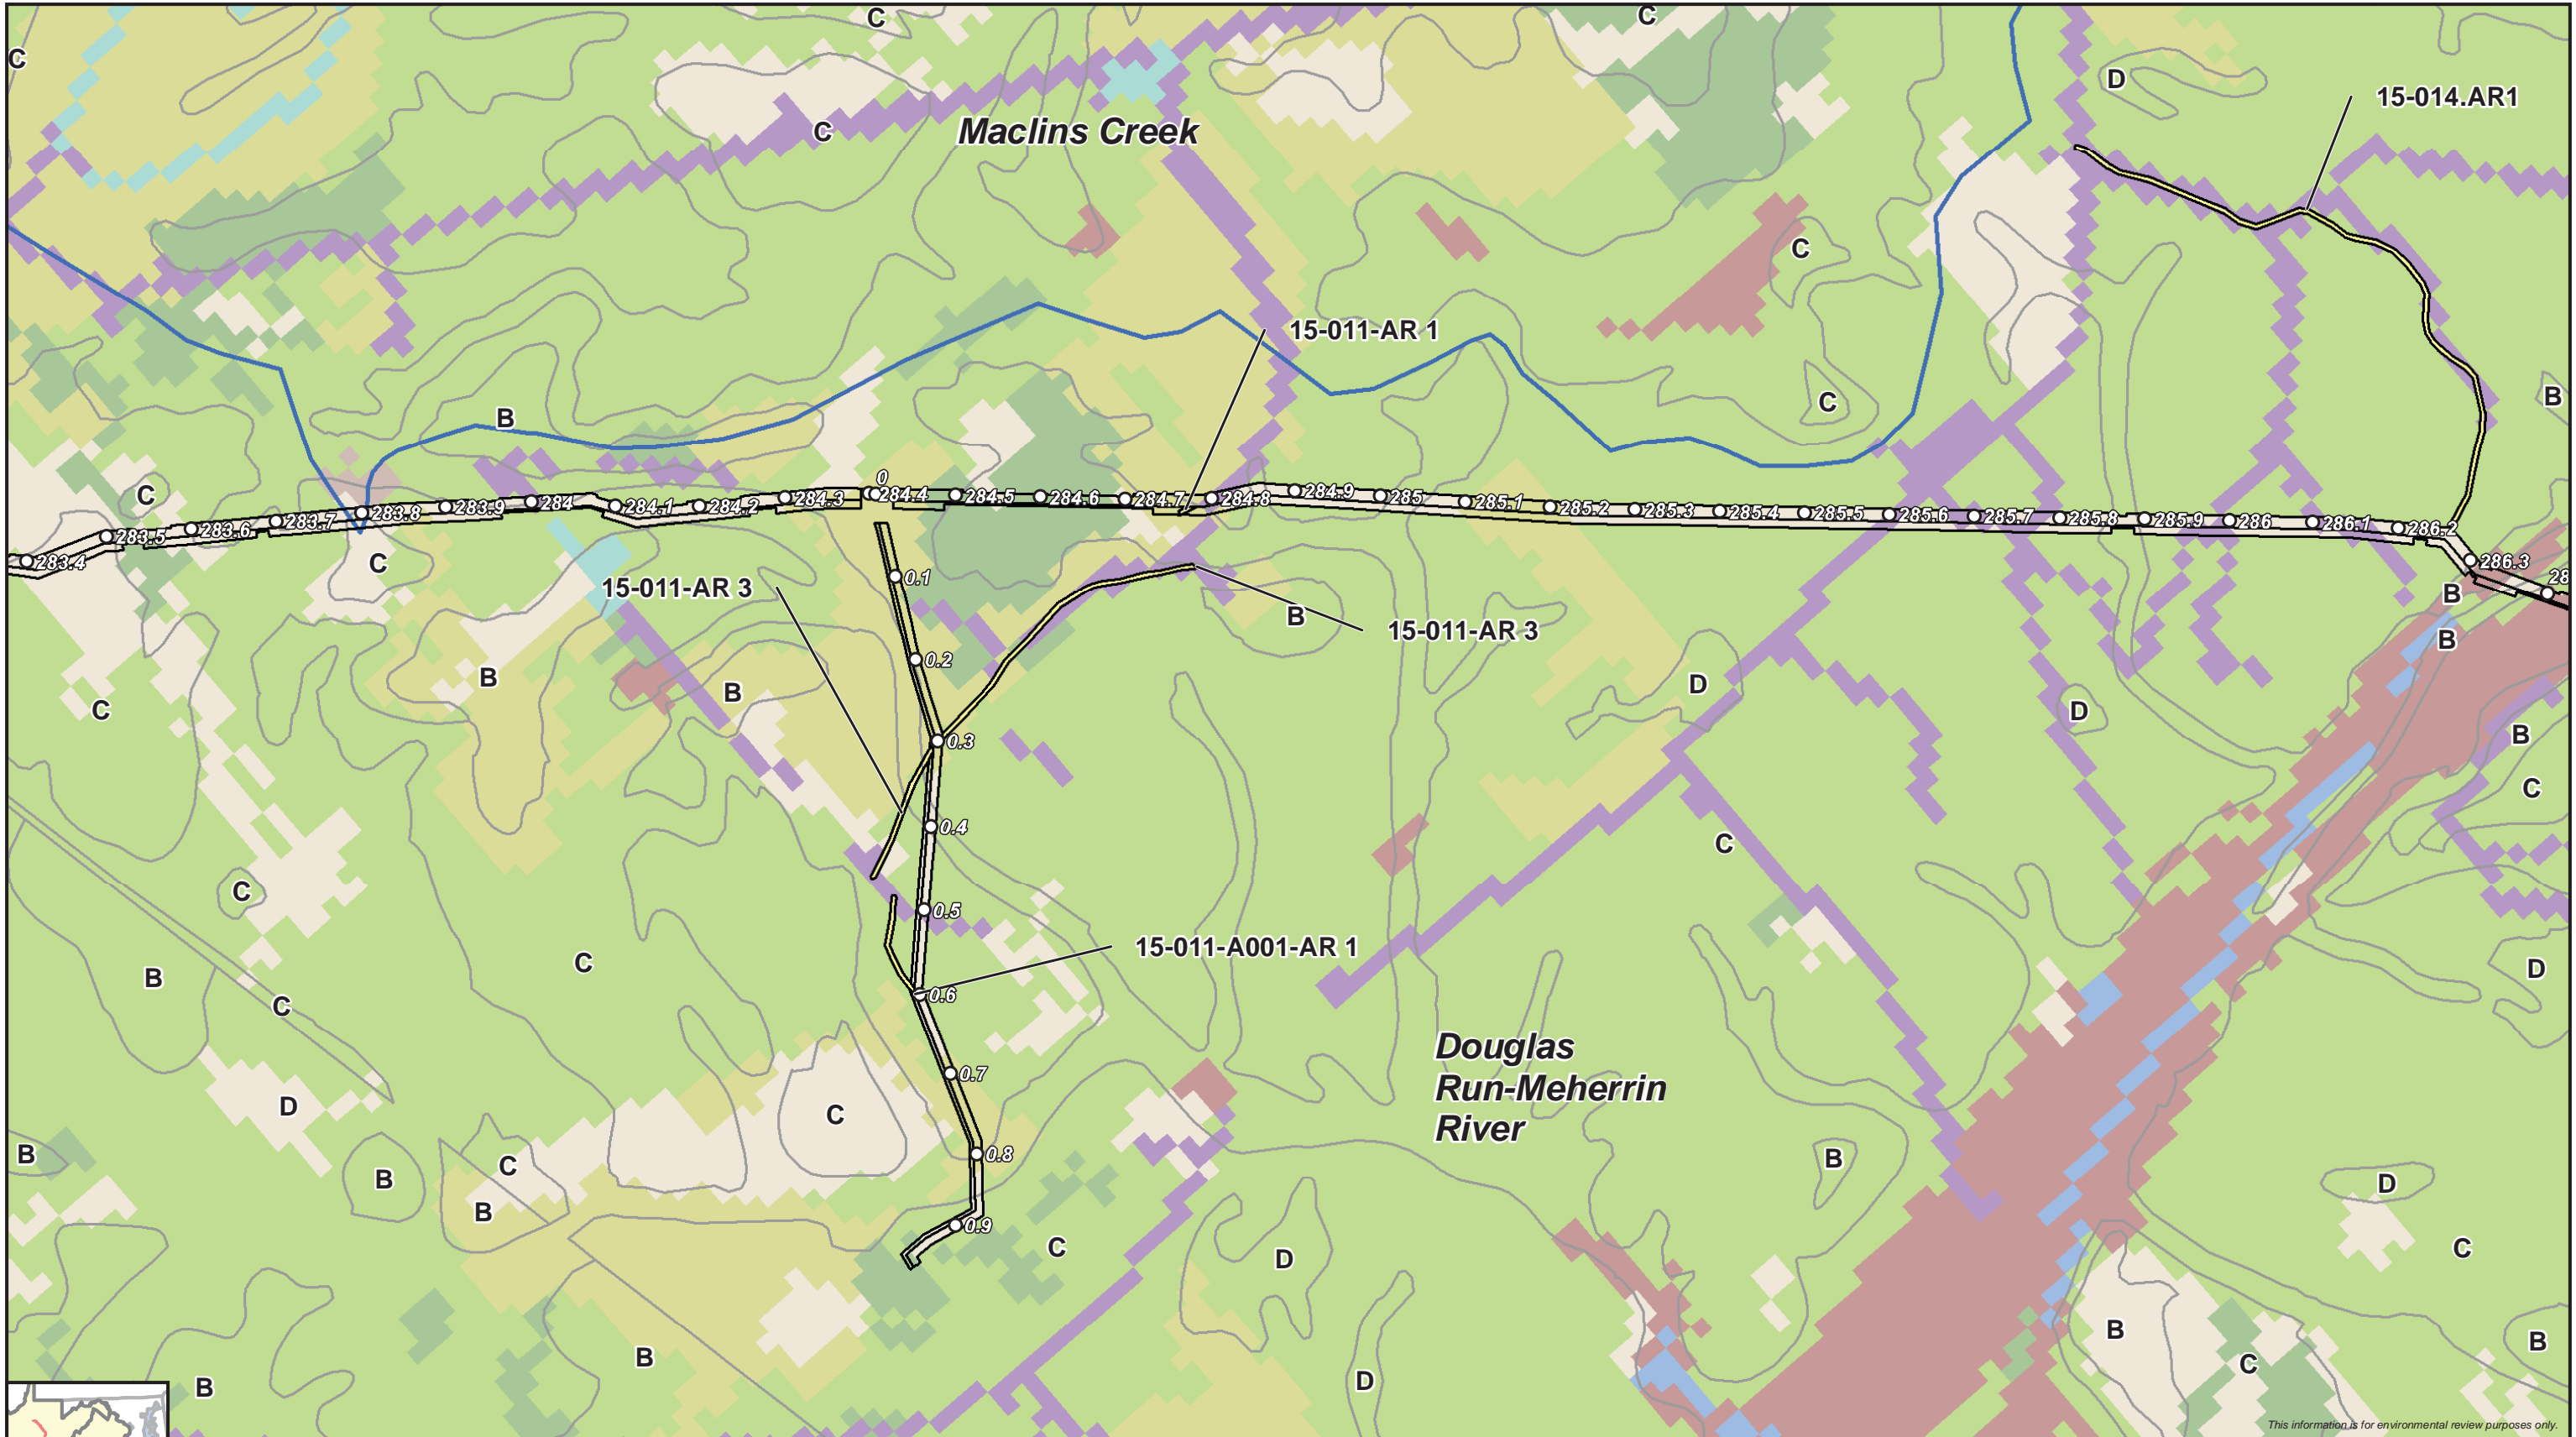 C
C
C
D
15-014.AR1
C
Maclins Creek
C
15-011-AR 1
B
C
B
C
0
284.4
284.5
284.6
284.7
284.8
284.9
285
285.1
285.2
285.3
285.4
285.5
285.6
285.7
285.8
285.9
286
286.1
286.2
286.3
28
283.4
283.5
283.6
283.7
283.8
283.9
284
284.1
284.2
284.3
C
0.1
15-011-AR 3
B
B
15-011-AR 3
B
0.2
B
B
D
C
D
B
0.3
C
0.4
C
C
0.5
15-011-A001-AR 1
C
B
D
0.6
C
Douglas
Run-Meherrin
River
0.7
D
C
B
0.8
B
C
B
D
B
0.9
C
D
C
B
B
B
C
D
B
This information is for environmental review purposes only.